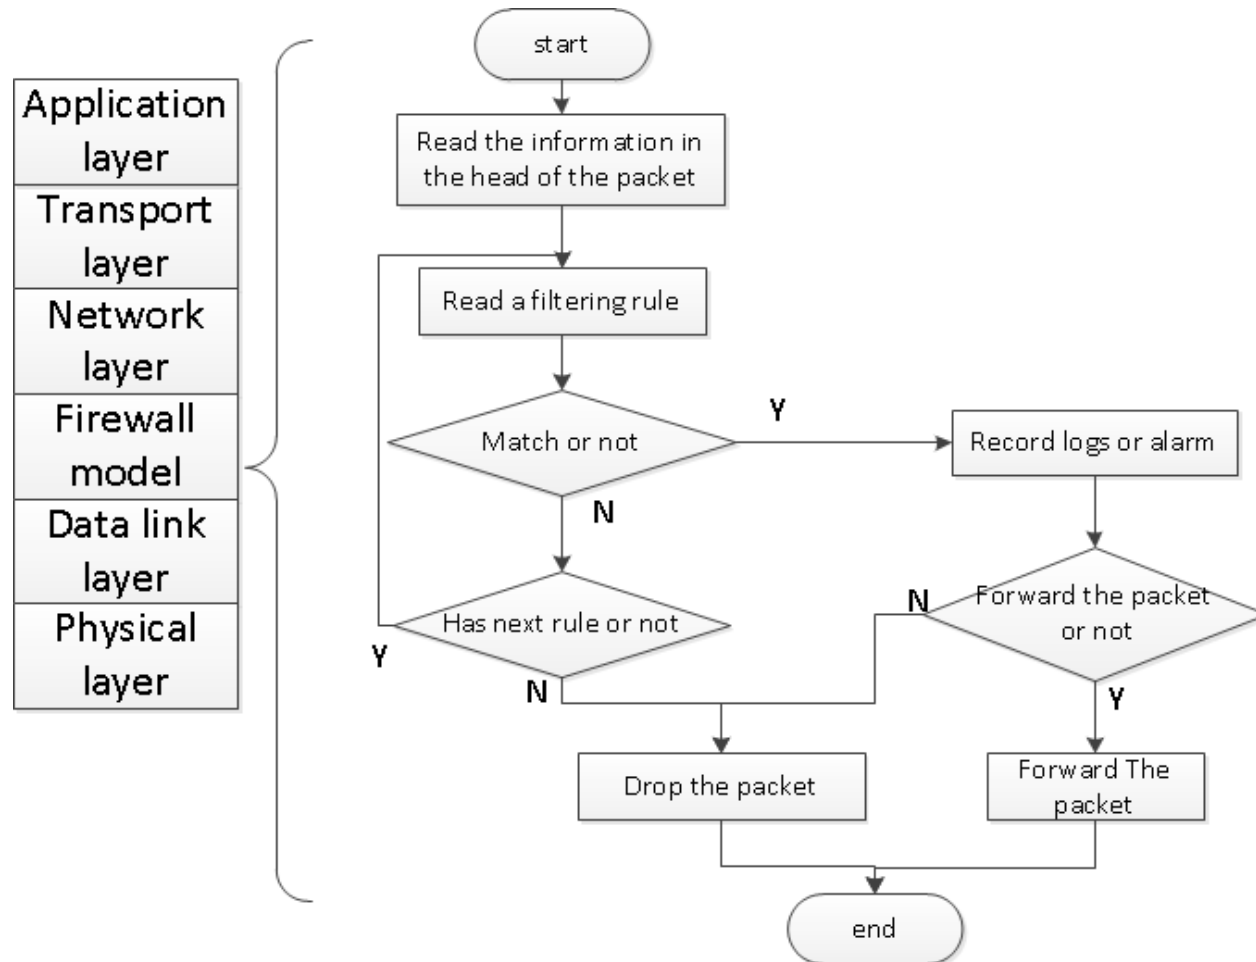 Application
layer
Transport
layer
Network
layer
Firewall
model
Data link
layer
Physical
layer
start
Read the information in
the head of the packet
Read a filtering rule
Match or not
Y
Record logs or alarm
N
Has next rule or not
Y
N
Forward the packet
or not
N
Y
Drop the packet
Forward The
packet
end